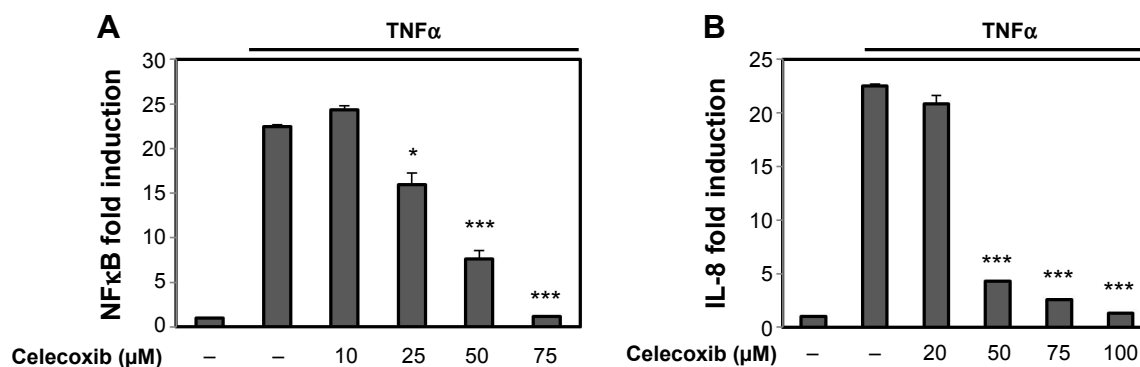 A
TNFα
NFκB fold induction
30
25
20
15
10
5
0
*
***
***
Celecoxib (µM) – – 10 25 50 75
B
TNFα
IL-8 fold induction
25
20
15
10
5
0
***
***
***
Celecoxib (µM) – – 20 50 75 100